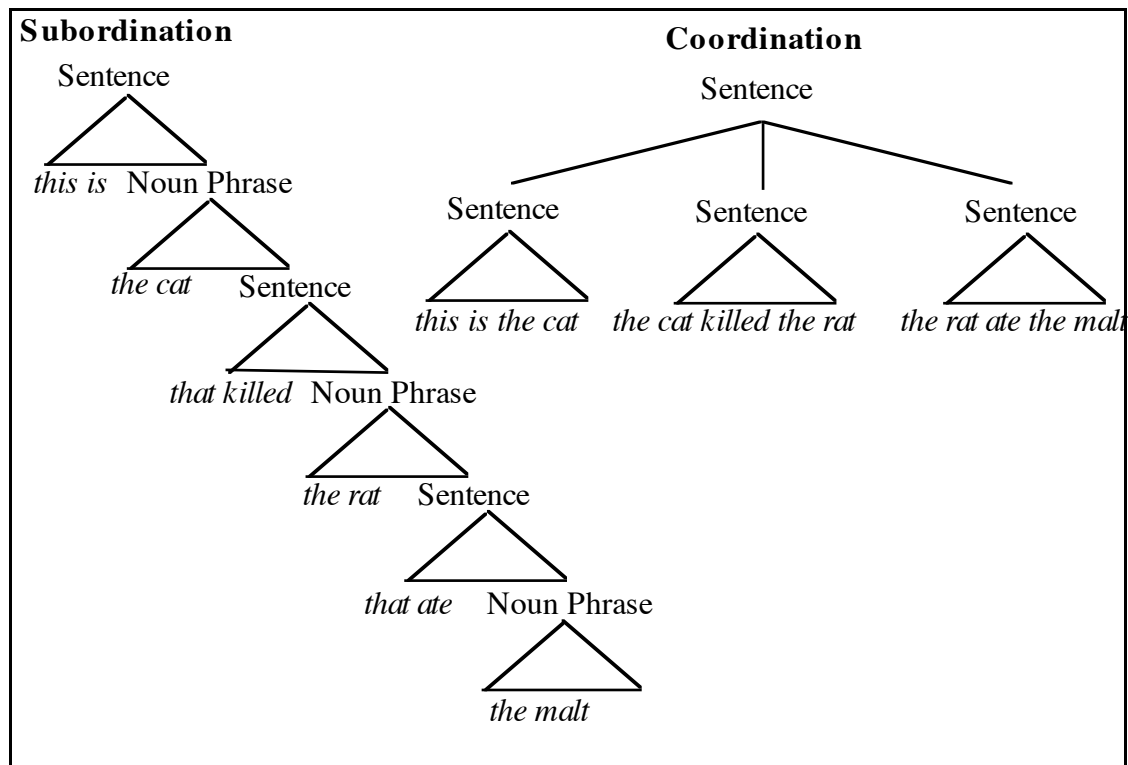 Subordination
Sentence
this is Noun Phrase
the cat Sentence
that killed Noun Phrase
the rat Sentence
that ate Noun Phrase
the malt
Coordination
Sentence
Sentence Sentence Sentence
this is the cat the cat killed the rat the rat ate the malt